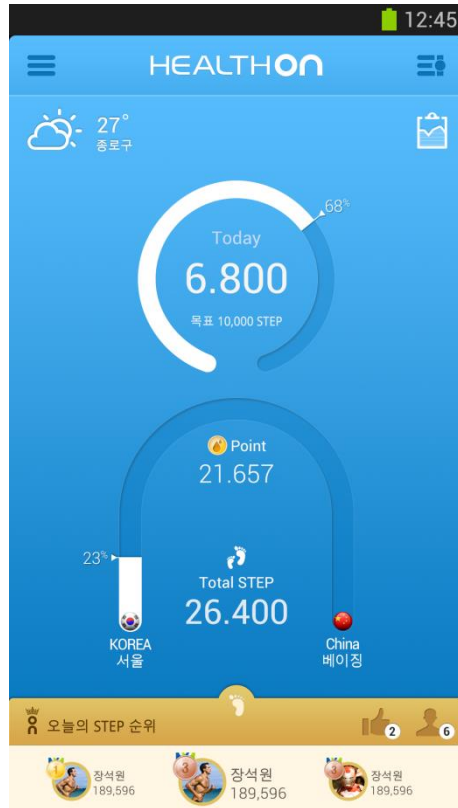 12:45
HEALTHON
27°
종로구
68%
Today
6.800
목표 10,000 STEP
Point
21.657
23%
Total STEP
26.400
KOREA
서울
China
베이징
오늘의 STEP 순위
2
6
1
장석원
189,596
3
장석원
189,596
3
장석원
189,596